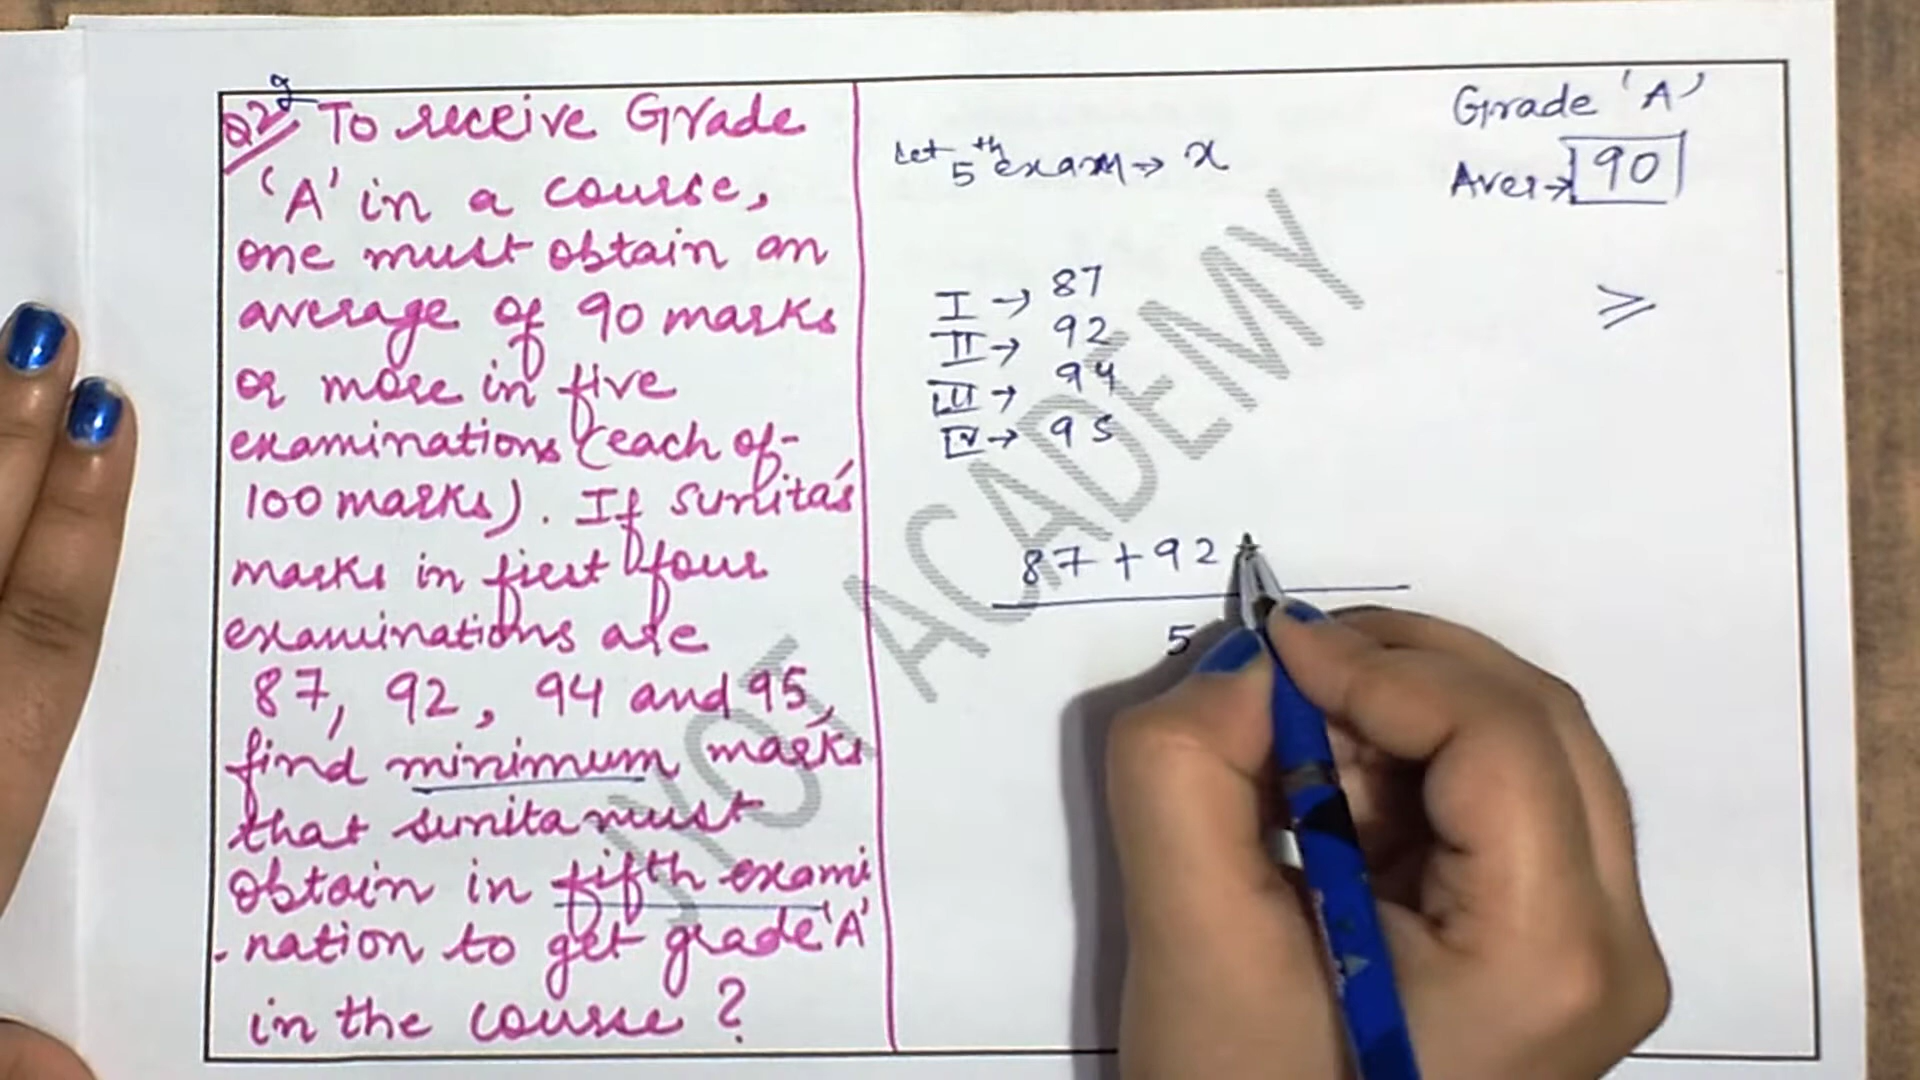 Q2g To receive Grade
'A' in a course,
one must obtain an
average of 90 marks
or more in five
examinations (each of-
100 marks). If sunita's
marks in first four
examinations are
87, 92, 94 and 95,
find minimum marks
that sunita must
obtain in fifth exami
-nation to get grade 'A'
in the course?
Let 5th exam → x
I → 87
II → 92
III → 94
IV → 95
87 + 92
5
Grade 'A'
Aver → 90
≥
JYOT ACADEMY